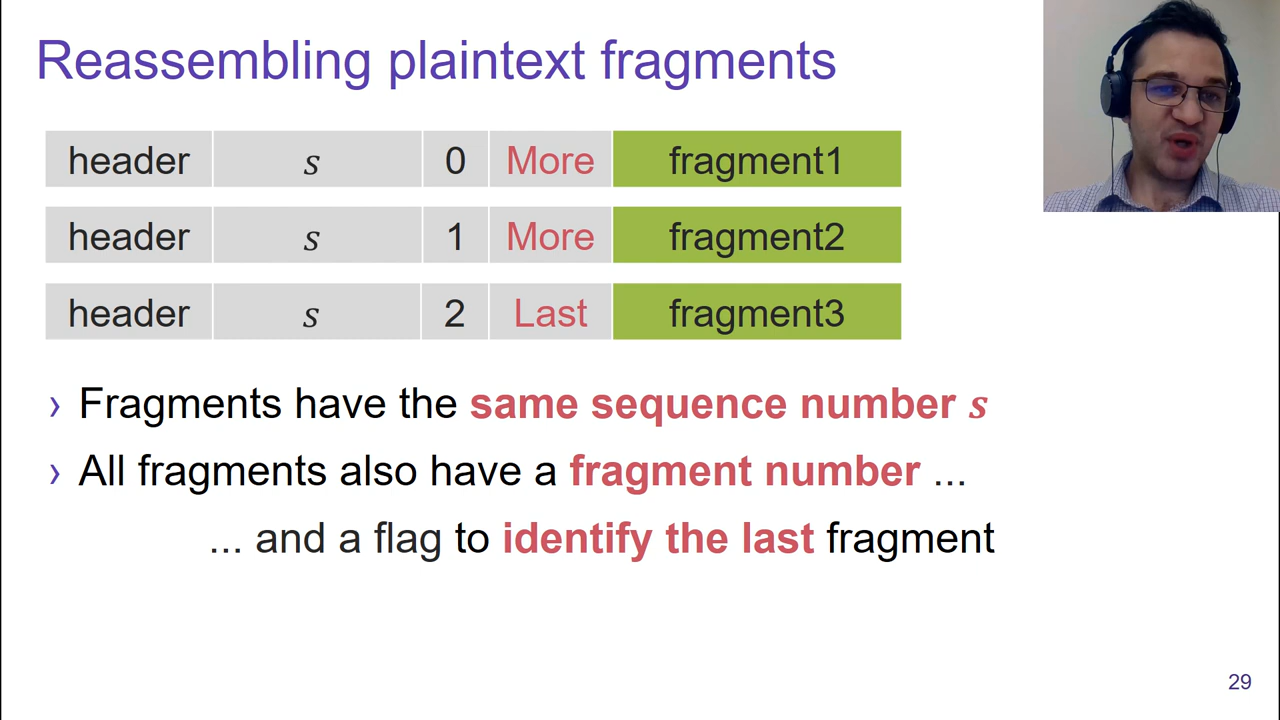 Reassembling plaintext fragments
header s 0 More fragment1
header s 1 More fragment2
header s 2 Last fragment3
› Fragments have the same sequence number s
› All fragments also have a fragment number ...
... and a flag to identify the last fragment
29